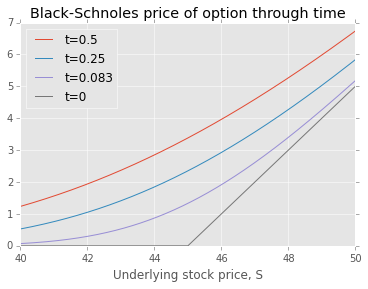 Black-Schnoles price of option through time
7
6
5
4
3
2
1
0
t=0.5
t=0.25
t=0.083
t=0
40 42 44 46 48 50
Underlying stock price, S